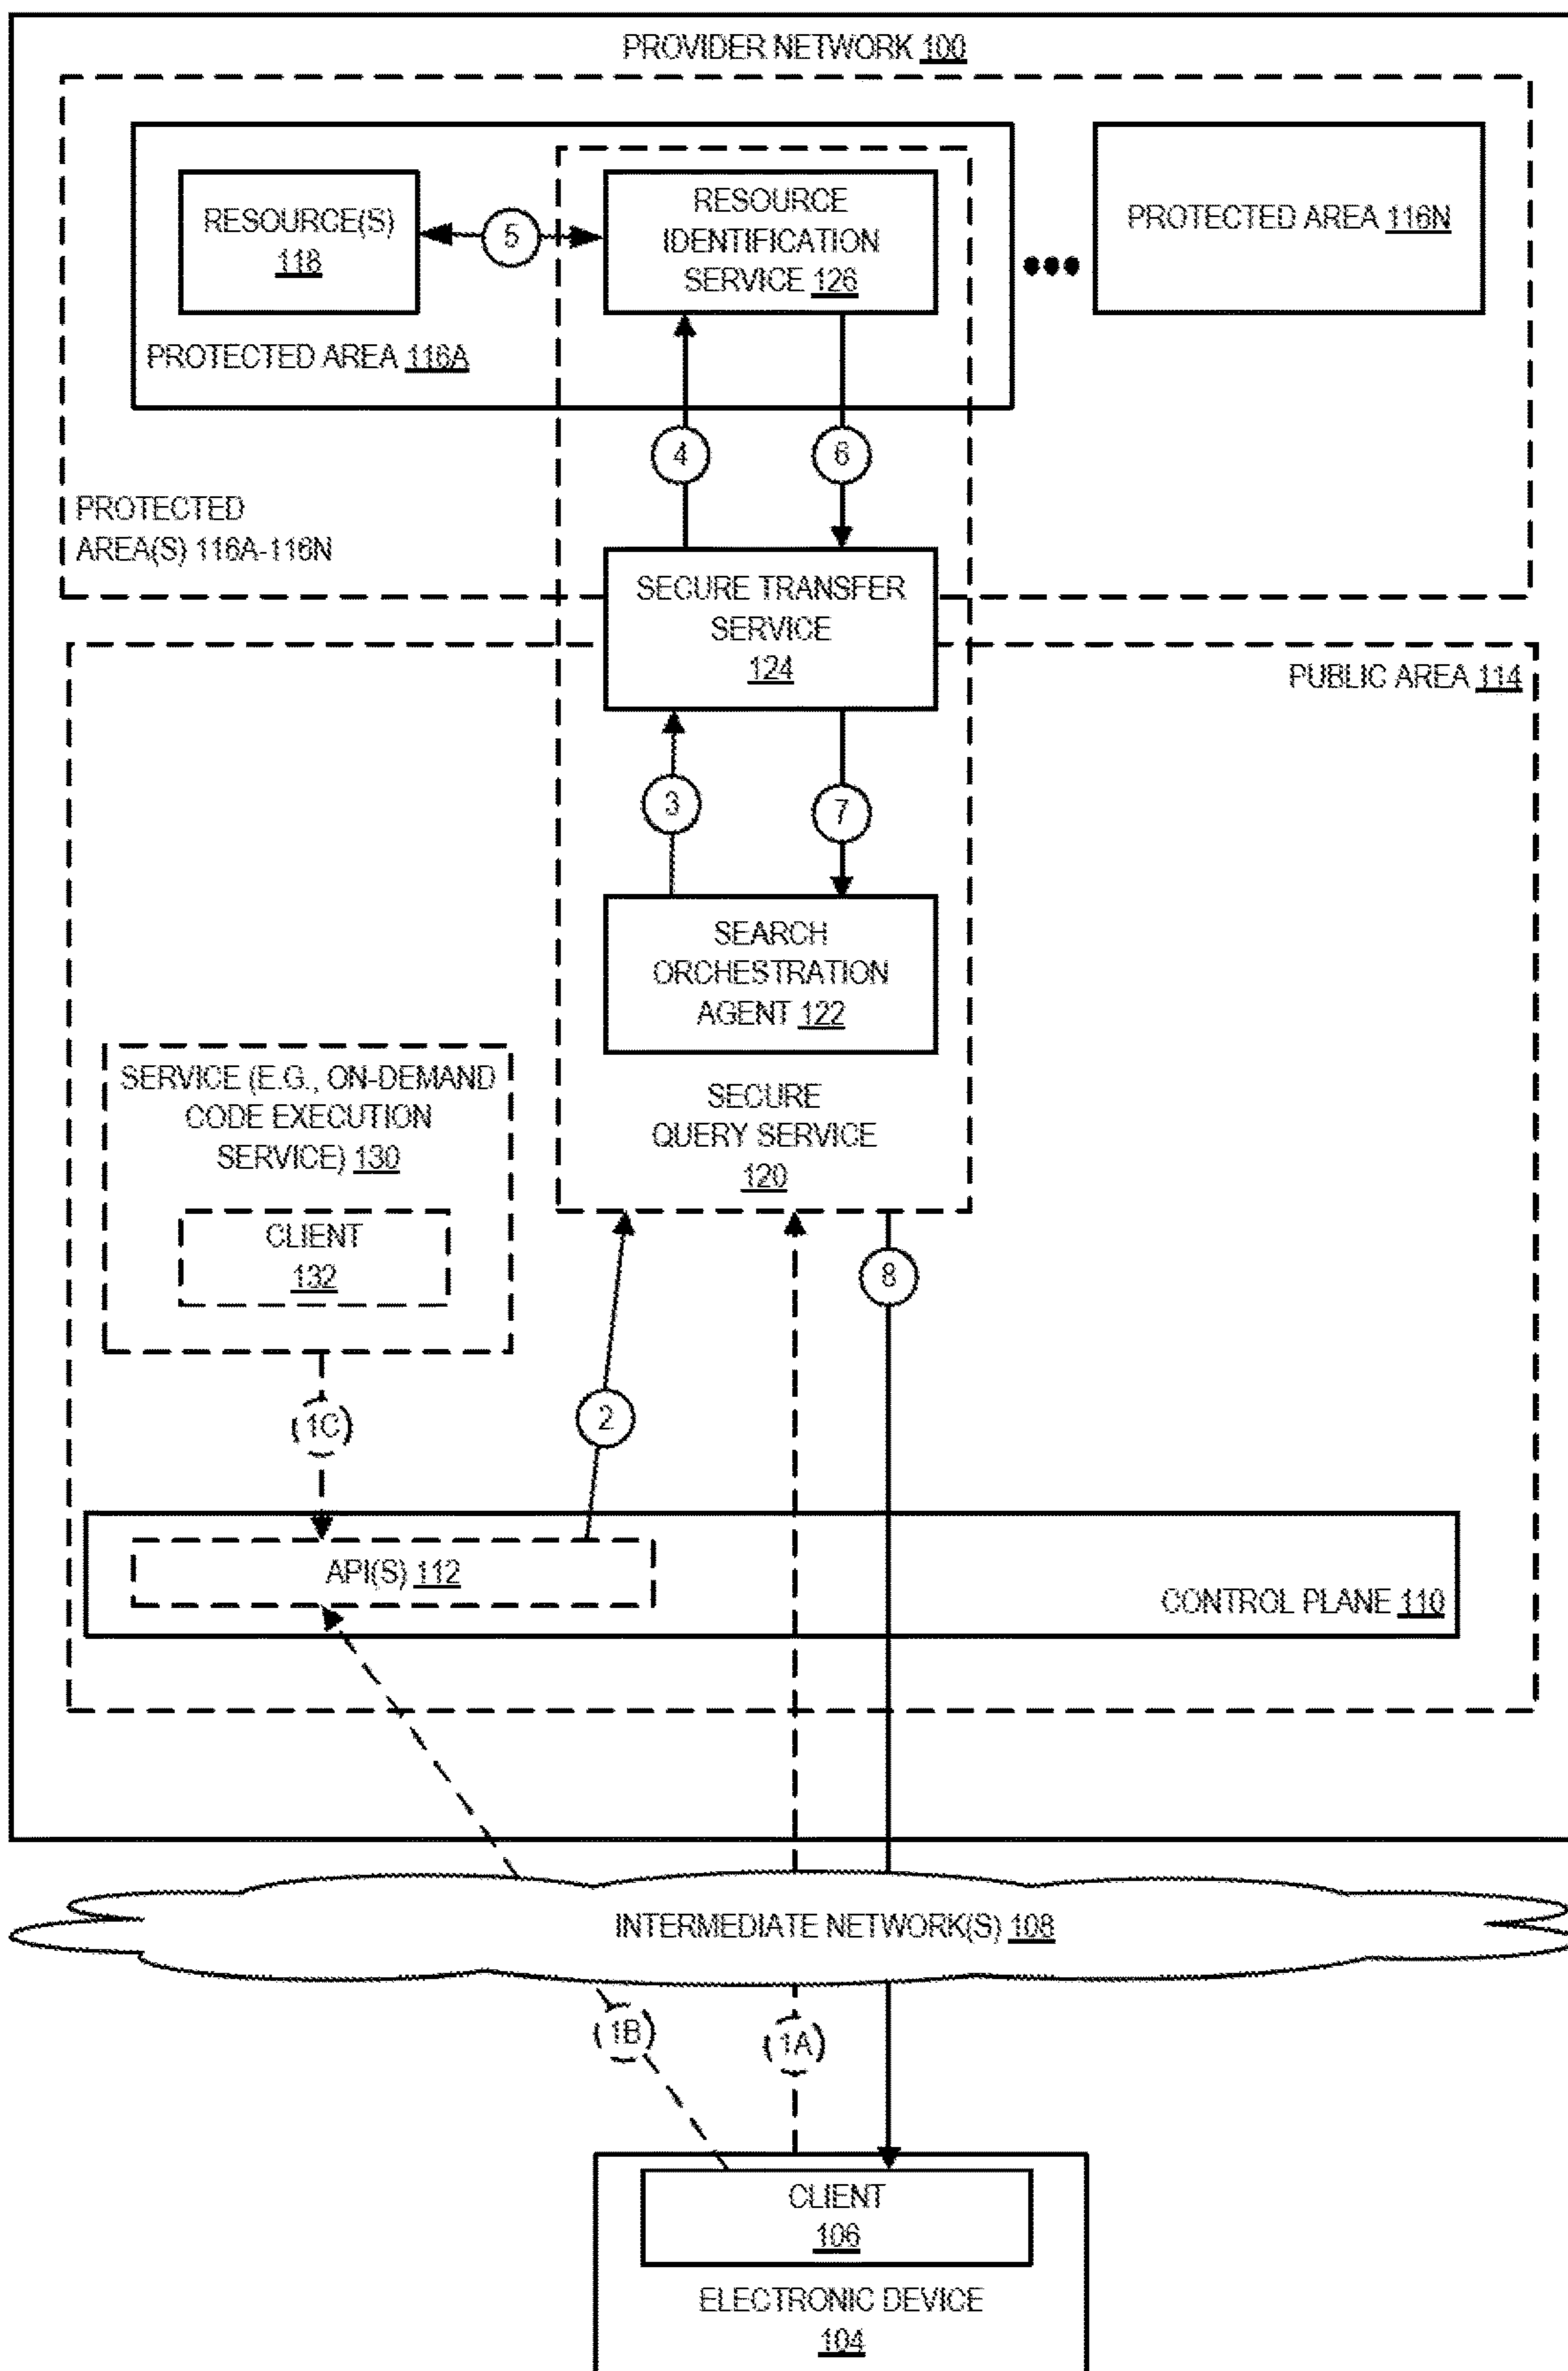 PROVIDER NETWORK 100
RESOURCE(S)
118
5
RESOURCE
IDENTIFICATION
SERVICE 126
PROTECTED AREA 116N
PROTECTED AREA 116A
4
6
PROTECTED
AREA(S) 116A-116N
SECURE TRANSFER
SERVICE
124
PUBLIC AREA 114
3
7
SEARCH
ORCHESTRATION
AGENT 122
SERVICE (E.G., ON-DEMAND
CODE EXECUTION
SERVICE) 130
SECURE
QUERY SERVICE
120
CLIENT
132
8
1C
2
API(S) 112
CONTROL PLANE 110
INTERMEDIATE NETWORK(S) 108
1B
1A
CLIENT
106
ELECTRONIC DEVICE
104